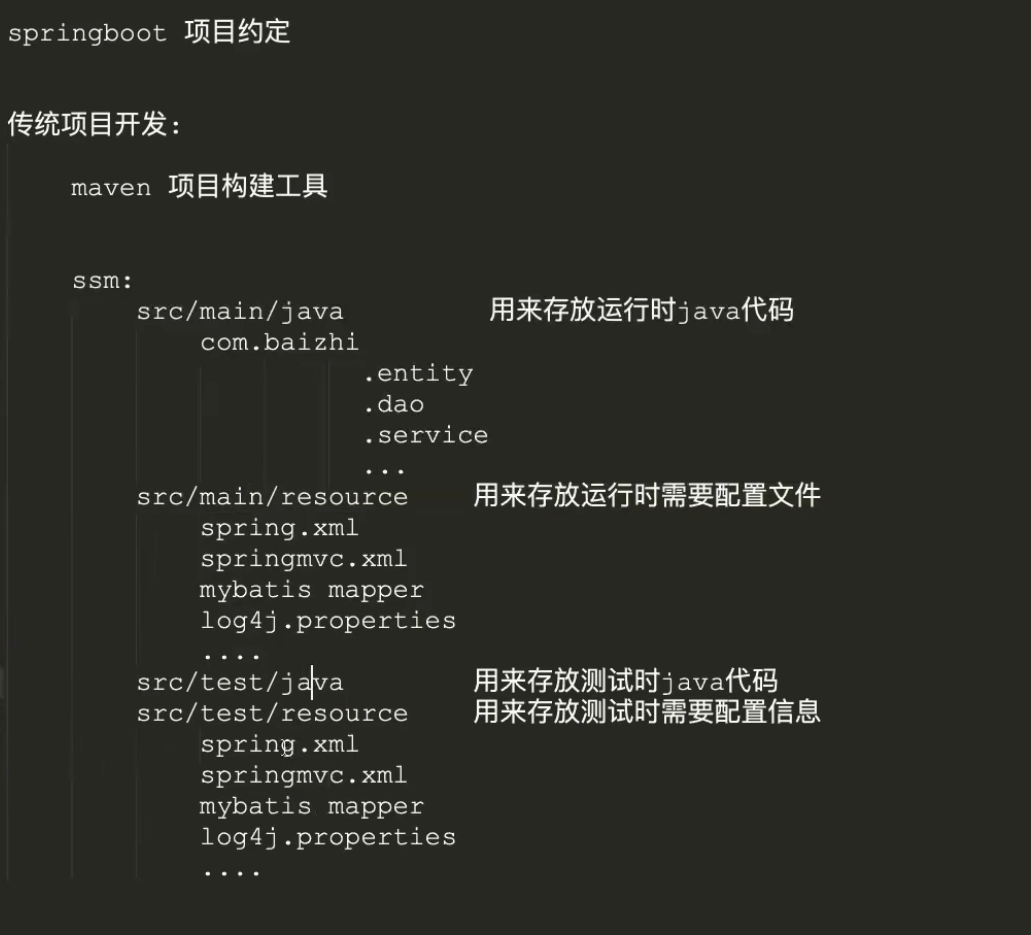 springboot 项目约定
传统项目开发:
maven 项目构建工具
ssm:
src/main/java 用来存放运行时java代码
com.baizhi
.entity
.dao
.service
...
src/main/resource 用来存放运行时需要配置文件
spring.xml
springmvc.xml
mybatis mapper
log4j.properties
....
src/test/java 用来存放测试时java代码
src/test/resource 用来存放测试时需要配置信息
spring.xml
springmvc.xml
mybatis mapper
log4j.properties
....